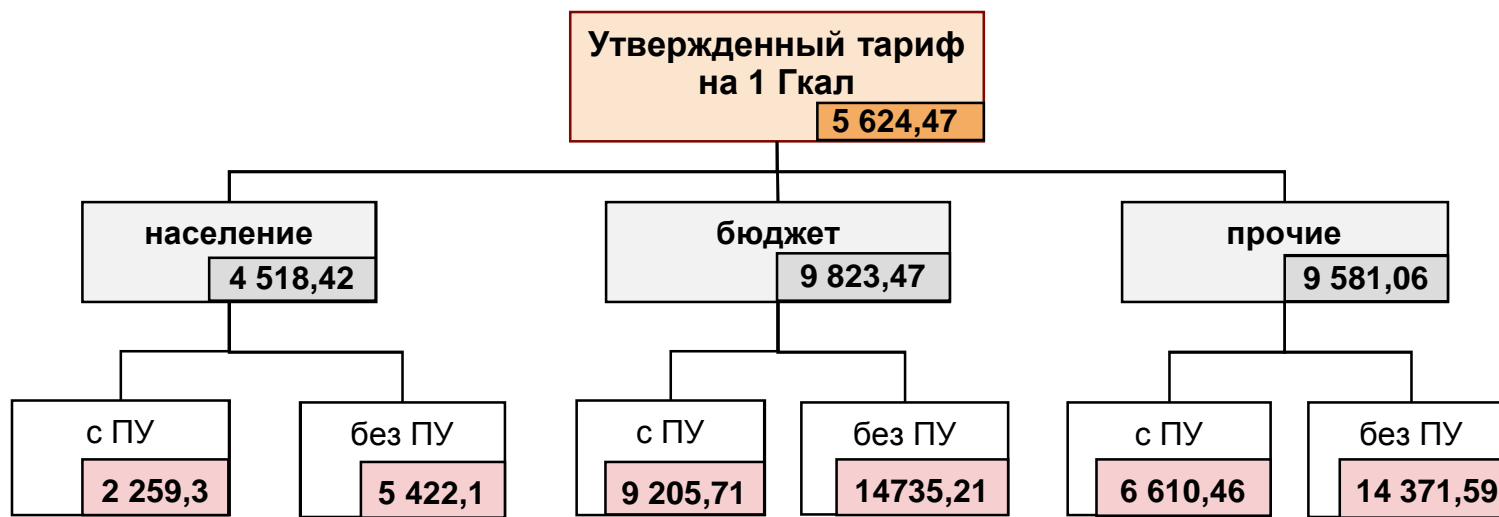 Утвержденный тариф
на 1 Гкал
5 624,47
население
4 518,42
бюджет
9 823,47
прочие
9 581,06
с ПУ
2 259,3
без ПУ
5 422,1
с ПУ
9 205,71
без ПУ
14735,21
с ПУ
6 610,46
без ПУ
14 371,59